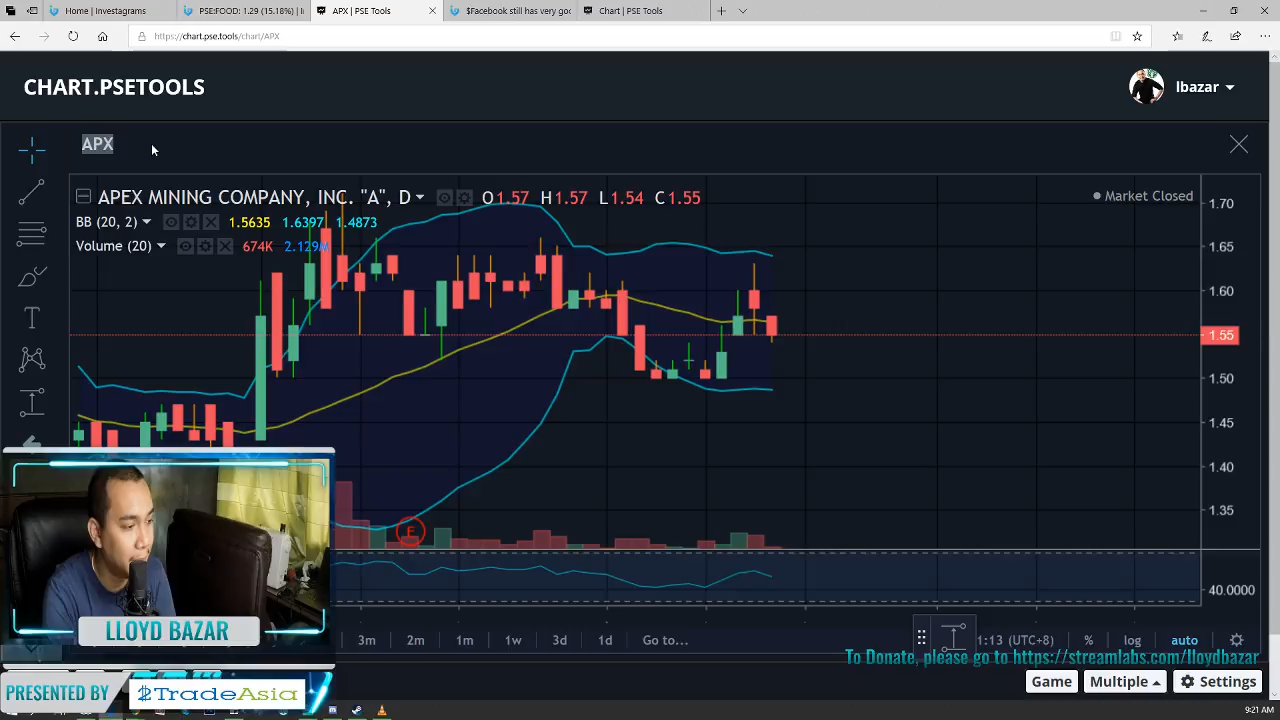 Home | Investagrams
PSE:FOOD: 1.29 (15.18%) | I
APX | PSE Tools
$Facebook still has very goo
Chart | PSE Tools
https://chart.pse.tools/chart/APX
CHART.PSETOOLS
lbazar
APX
APEX MINING COMPANY, INC. "A", D
O 1.57 H 1.57 L 1.54 C 1.55
Market Closed
BB (20, 2) 1.5635 1.6397 1.4873
Volume (20) 674K 2.129M
1.70
1.65
1.60
1.55
1.50
1.45
1.40
1.35
40.0000
E
T
3m 2m 1m 1w 3d 1d Go to...
1:13 (UTC+8) % log auto
LLOYD BAZAR
To Donate, please go to https://streamlabs.com/lloydbazar
PRESENTED BY
$TradeAsia
Game Multiple Settings
9:21 AM